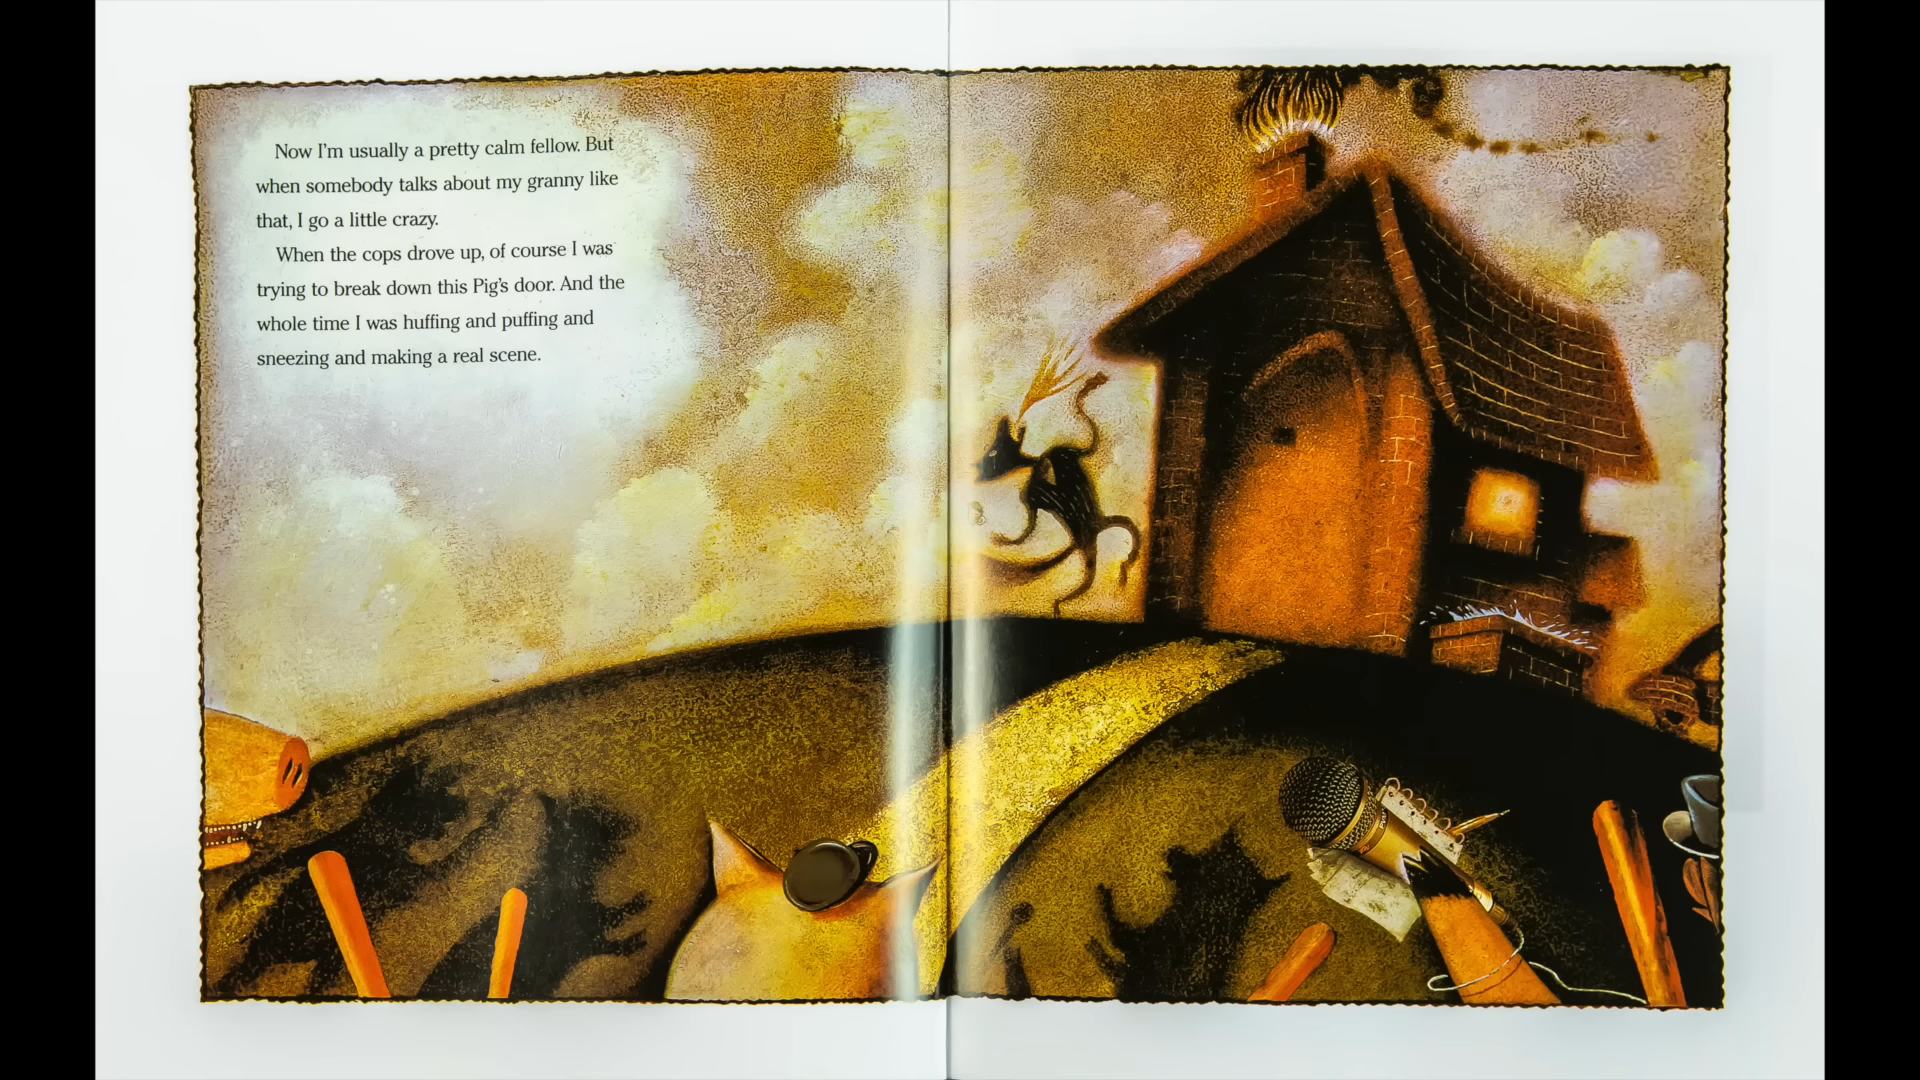 Now I'm usually a pretty calm fellow. But
when somebody talks about my granny like
that, I go a little crazy.
When the cops drove up, of course I was
trying to break down this Pig's door. And the
whole time I was huffing and puffing and
sneezing and making a real scene.